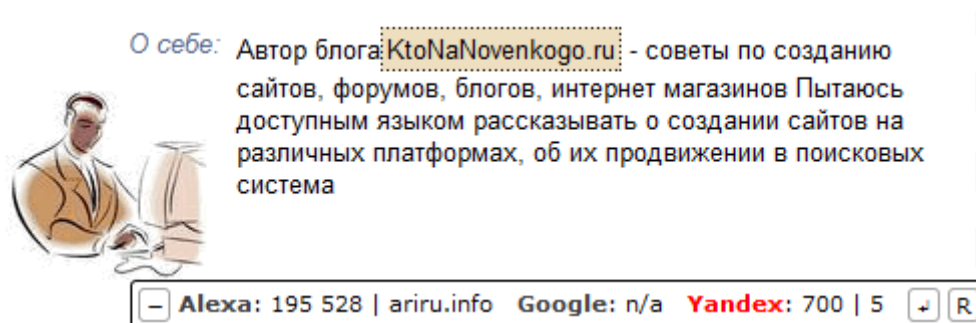 О себе: Автор блога KtoNaNovenkogo.ru - советы по созданию
сайтов, форумов, блогов, интернет магазинов Пытаюсь
доступным языком рассказывать о создании сайтов на
различных платформах, об их продвижении в поисковых
система
– Alexa: 195 528 | ariru.info Google: n/a Yandex: 700 | 5 ↲ R